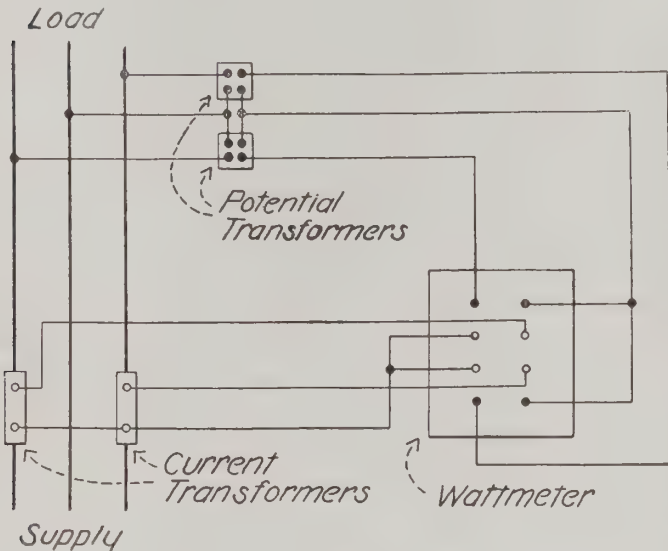 Load
Potential
Transformers
Current
Transformers
Wattmeter
Supply